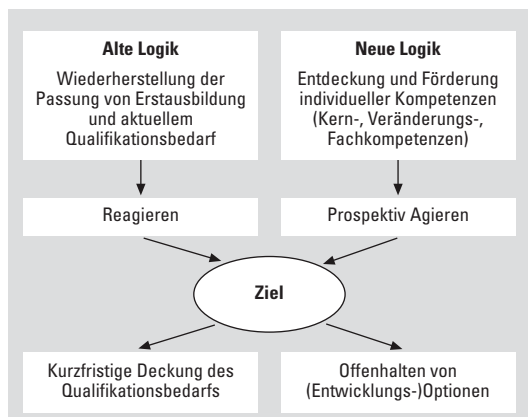 Alte Logik
Wiederherstellung der
Passung von Erstausbildung
und aktuellem
Qualifikationsbedarf
Neue Logik
Entdeckung und Förderung
individueller Kompetenzen
(Kern-, Veränderungs-,
Fachkompetenzen)
Reagieren
Prospektiv Agieren
Ziel
Kurzfristige Deckung des
Qualifikationsbedarfs
Offenhalten von
(Entwicklungs-)Optionen